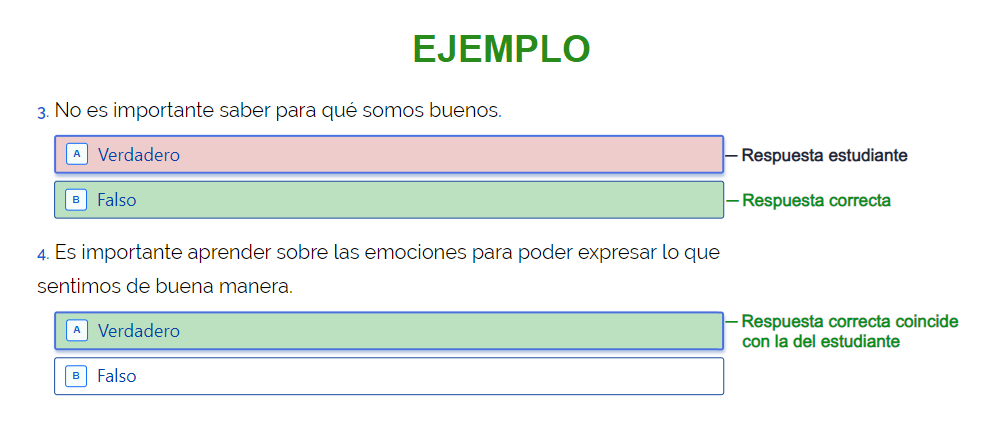 EJEMPLO
3. No es importante saber para qué somos buenos.
A Verdadero
Respuesta estudiante
B Falso
Respuesta correcta
4. Es importante aprender sobre las emociones para poder expresar lo que
sentimos de buena manera.
A Verdadero
Respuesta correcta coincide
con la del estudiante
B Falso